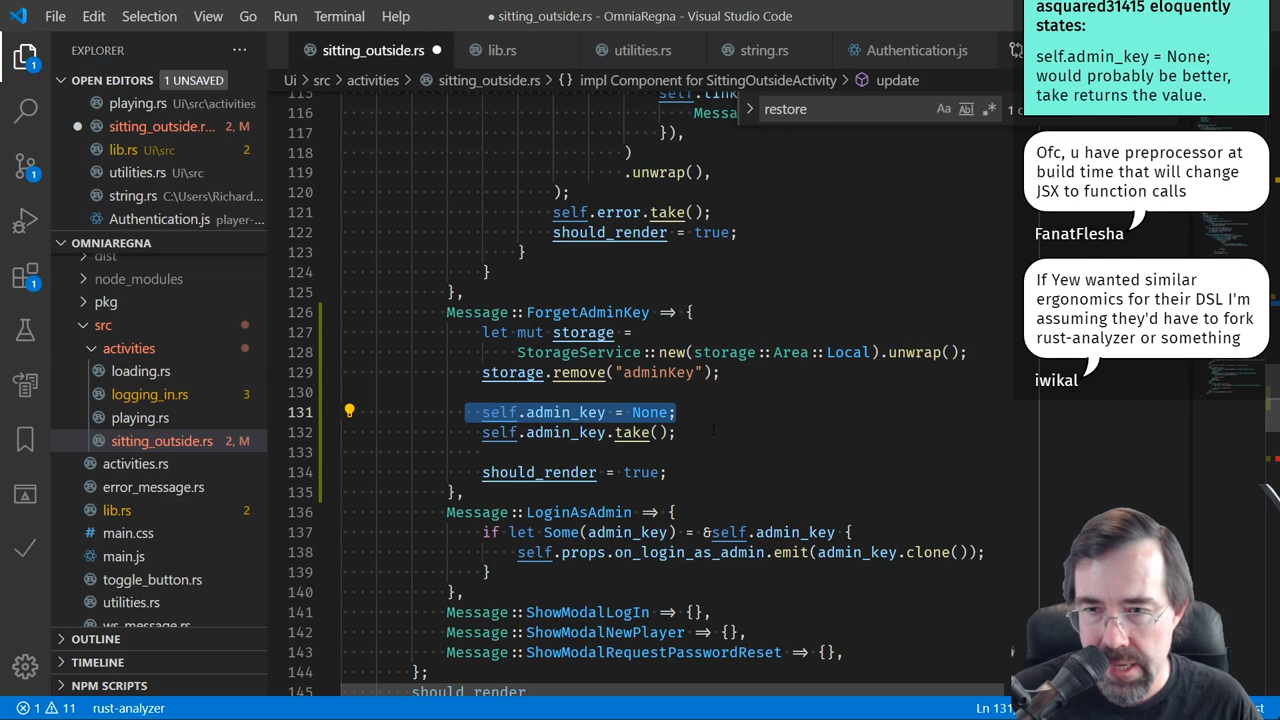 File Edit Selection View Go Run Terminal Help
sitting_outside.rs - OmniaRegna - Visual Studio Code
EXPLORER
OPEN EDITORS 1 UNSAVED
playing.rs Ui\src\activities
sitting_outside.r... 2, M
lib.rs Ui\src 2
utilities.rs Ui\src
string.rs C:\Users\Richard...
Authentication.js player-...
OMNIAREGNA
dist
node_modules
pkg
src
activities
loading.rs
logging_in.rs 3
playing.rs
sitting_outside.rs 2, M
activities.rs
error_message.rs
lib.rs 2
main.css
main.js
toggle_button.rs
utilities.rs
ws_message.rs
OUTLINE
TIMELINE
NPM SCRIPTS
sitting_outside.rs lib.rs utilities.rs string.rs Authentication.js
Ui > src > activities > sitting_outside.rs > {} impl Component for SittingOutsideActivity > update
restore
115 self.link
116 Messa
117 }),
118 )
119 .unwrap(),
120 );
121 self.error.take();
122 should_render = true;
123 }
124 }
125 },
126 Message::ForgetAdminKey => {
127 let mut storage =
128 StorageService::new(storage::Area::Local).unwrap();
129 storage.remove("adminKey");
130
131 self.admin_key = None;
132 self.admin_key.take();
133
134 should_render = true;
135 },
136 Message::LoginAsAdmin => {
137 if let Some(admin_key) = &self.admin_key {
138 self.props.on_login_as_admin.emit(admin_key.clone());
139 }
140 },
141 Message::ShowModalLogIn => {},
142 Message::ShowModalNewPlayer => {},
143 Message::ShowModalRequestPasswordReset => {},
144 };
145 should_render
asquared31415 eloquently
states:
self.admin_key = None;
would probably be better,
take returns the value.
Ofc, u have preprocessor at
build time that will change
JSX to function calls
FanatFlesha
If Yew wanted similar
ergonomics for their DSL I'm
assuming they'd have to fork
rust-analyzer or something
iwikal
1 11 rust-analyzer